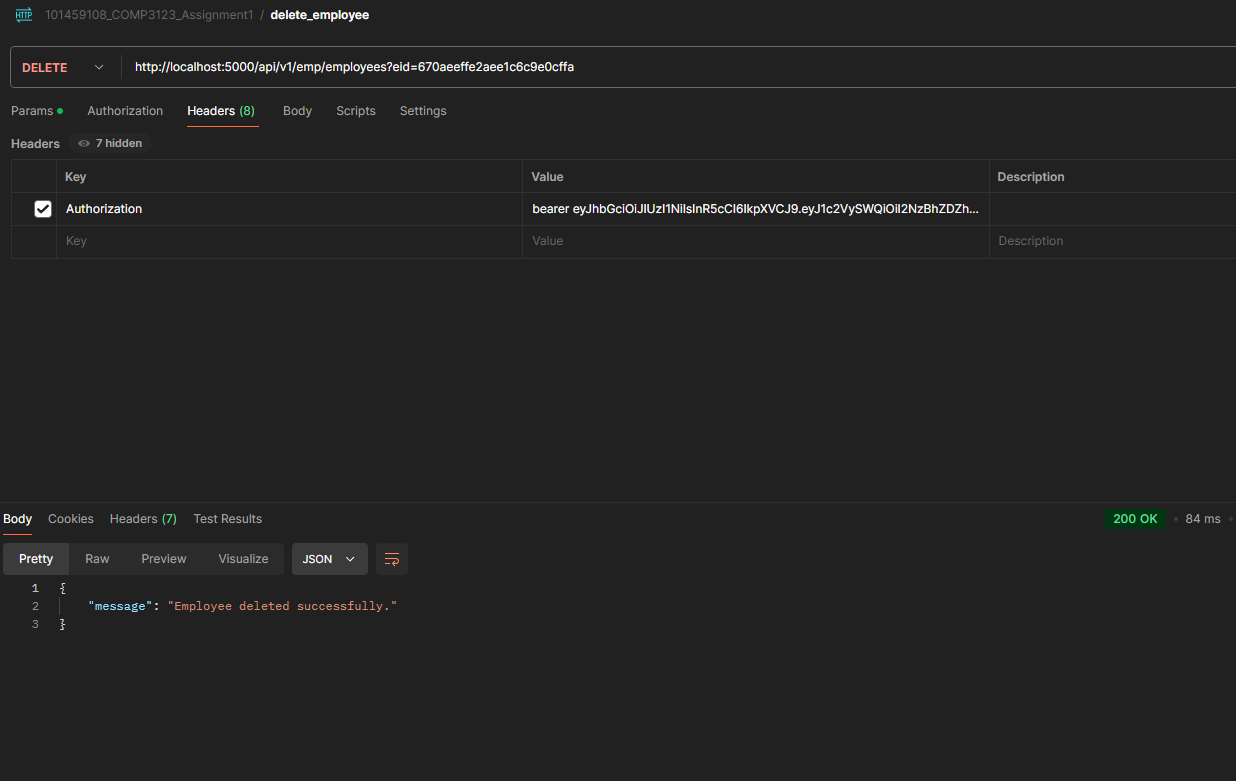 HTTP 101459108_COMP3123_Assignment1 / delete_employee
DELETE http://localhost:5000/api/v1/emp/employees?eid=670aeeffe2aee1c6c9e0cffa
Params Authorization Headers (8) Body Scripts Settings
Headers 7 hidden
Key Value Description
Authorization bearer eyJhbGciOiJIUzI1NiIsInR5cCI6IkpXVCJ9.eyJ1c2VySWQiOiI2NzBhZDZh...
Key Value Description
Body Cookies Headers (7) Test Results 200 OK • 84 ms •
Pretty Raw Preview Visualize JSON
1 {
2 "message": "Employee deleted successfully."
3 }